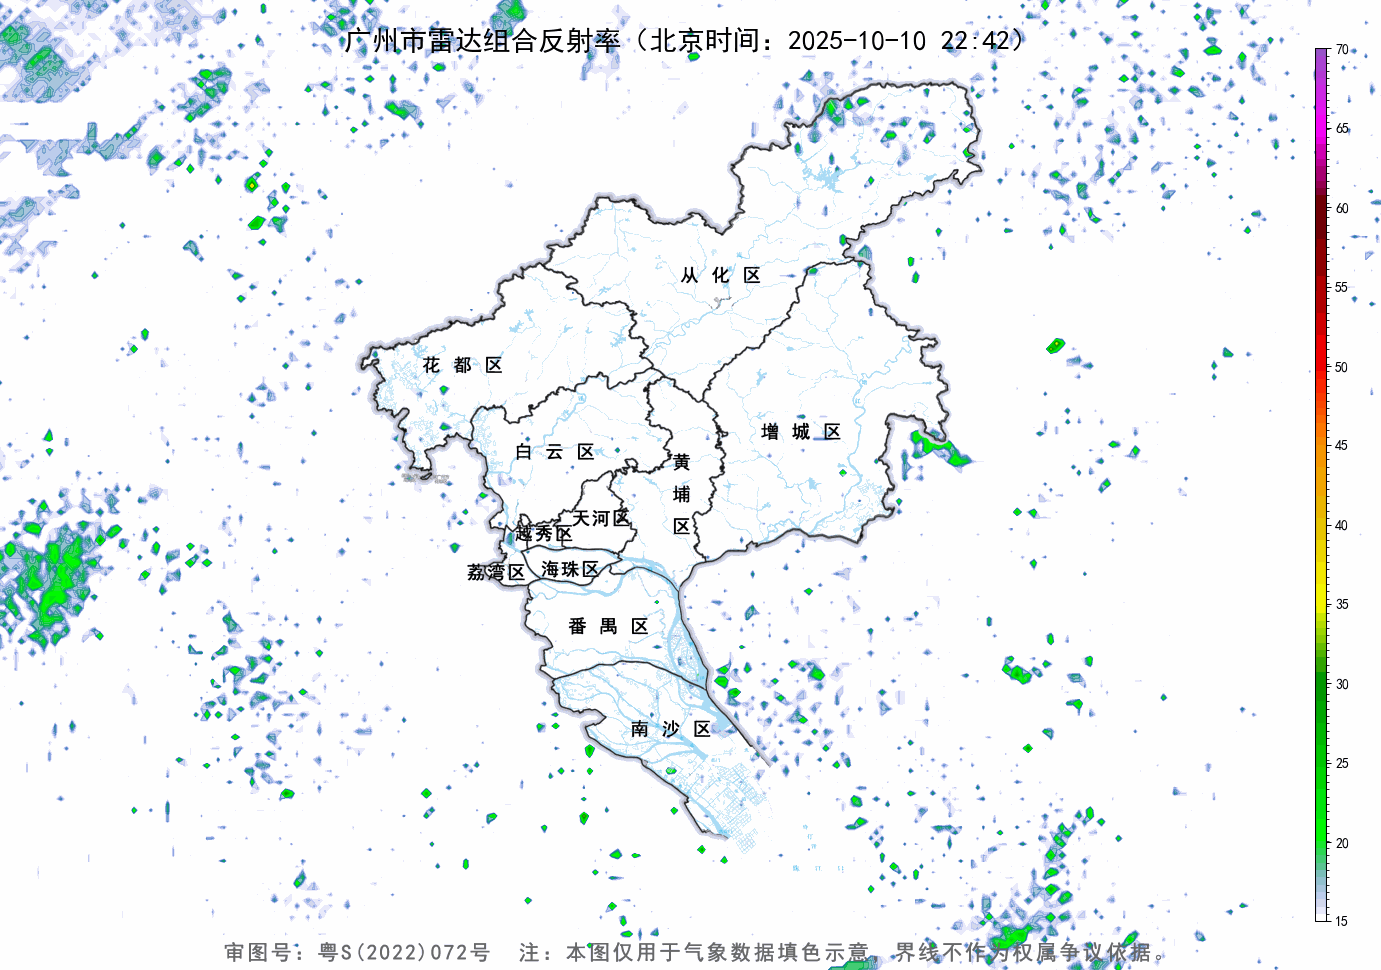 广州市雷达组合反射率（北京时间：2025-10-10 22:42）
70
65
60
55
50
45
40
35
30
25
20
15
从化区
花都区
增城区
白云区
黄埔区
天河区
越秀区
荔湾区
海珠区
番禺区
南沙区
审图号：粤S(2022)072号 注：本图仅用于气象数据填色示意，界线不作为权属争议依据。